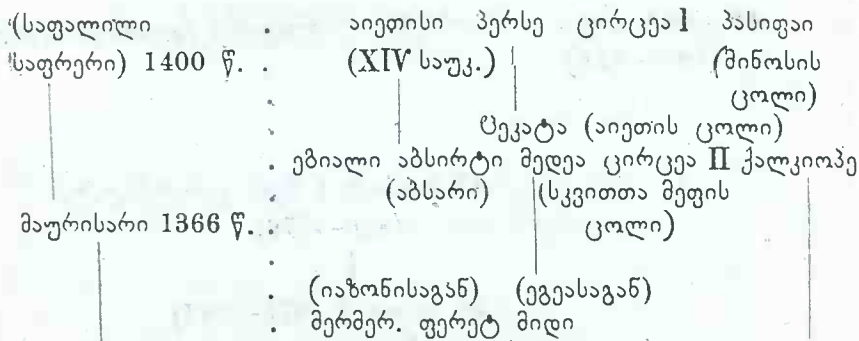 (საფალილი . აიეთისი პერსე ცირცეა I პასიფაი
საფრერი) 1400 წ. . (XIV საუკ.) (მინოსის
ცოლი)
ჰეკატა (აიეთის ცოლი)
ეგიალი აბსირტი მედეა ცირცეა II ქალკიოპე
(აბსარი) (სკვითთა მეფის
მაურისარი 1366 წ. . ცოლი)
(იაზონისაგან) (ეგეასაგან)
მერმერ. ფერეტ მიდი